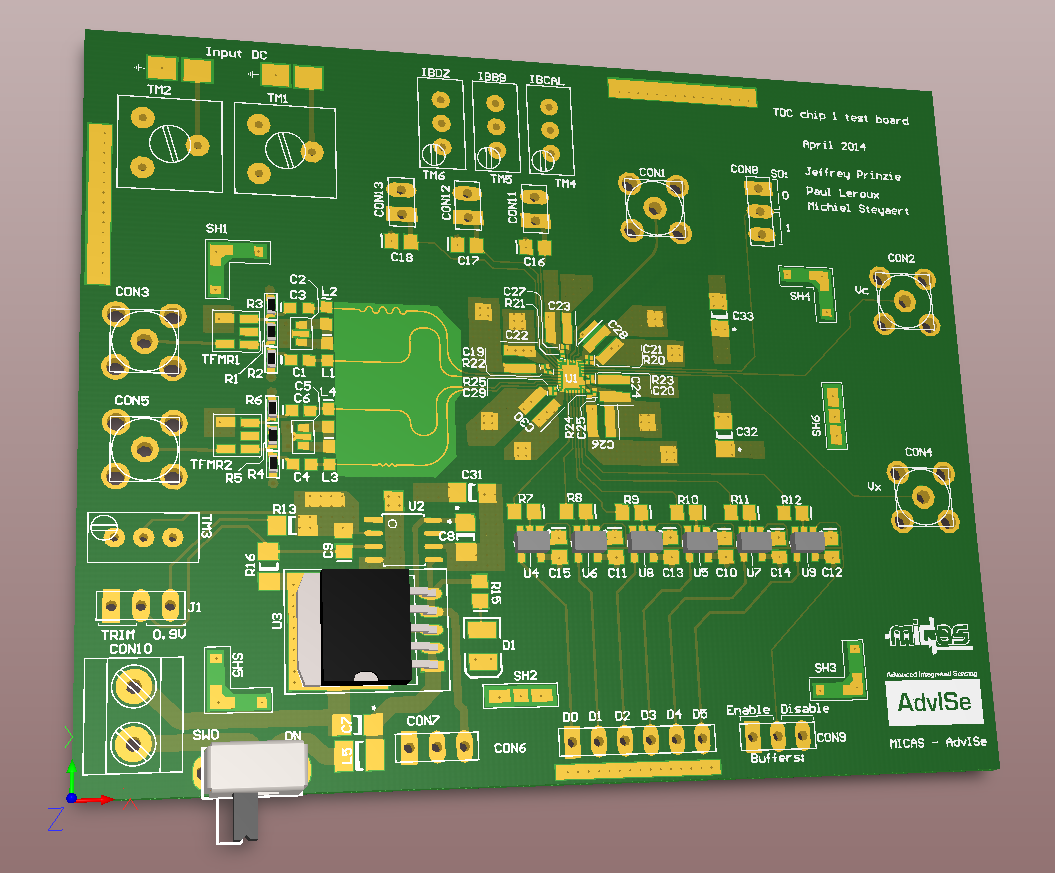 Input DC
TM2
TM1
IBDZ
IBB9
IBCAL
TM6
TM5
TM4
TDC chip 1 test board
April 2014
Jeffrey Prinzie
Paul Leroux
Michiel Steyaert
CON8
S0:
0
1
CON13
CON12
CON11
CON1
C18
C17
C16
SH1
CON2
Vc
SH4
CON3
C2
C3
L2
R3
C27
R21
C23
C28
C33
C22
TFMR1
R1
R2
C1
L1
C19
R22
C21
R20
U1
C5
L4
R25
C29
R23
C20
C24
CON5
R6
C6
C30
R24
C25
C26
C32
SH6
TFMR2
R5
R4
C4
L3
CON4
Vx
C31
TM3
R13
U2
C8
C9
R16
R7
R8
R9
R10
R11
R12
U4
C15
U6
C11
U8
C13
U5
C10
U7
C14
U9
C12
J1
TRIM
0.9V
U3
R15
D1
CON10
SH5
SH2
SH3
micas
Advanced Integrated Sensing
AdvISe
MICAS - AdvISe
SW0
ON
C7
L5
CON7
CON6
D0
D1
D2
D3
D4
D5
Enable
Disable
CON9
Buffers:
X
Y
Z